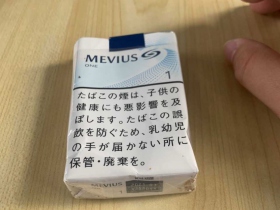 MEVIUS
1
たばこの煙は、子供の
健康にも悪影響を及
ぼします。たばこの誤
飲を防ぐため、乳幼児
の手が届かない所に
保管・廃棄を。
MEVIUS